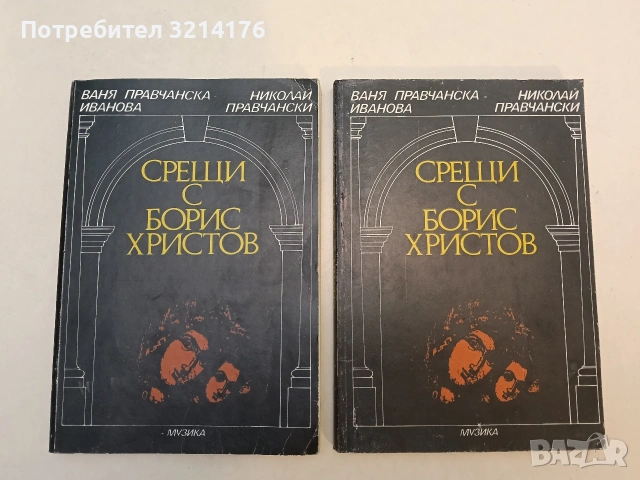 Потребител 3214176
ВАНЯ ПРАВЧАНСКА - НИКОЛАЙ
ИВАНОВА ПРАВЧАНСКИ
СРЕЩИ
С
БОРИС
ХРИСТОВ
МУЗИКА
ВАНЯ ПРАВЧАНСКА - НИКОЛАЙ
ИВАНОВА ПРАВЧАНСКИ
СРЕЩИ
С
БОРИС
ХРИСТОВ
МУЗИКА
BAZAR